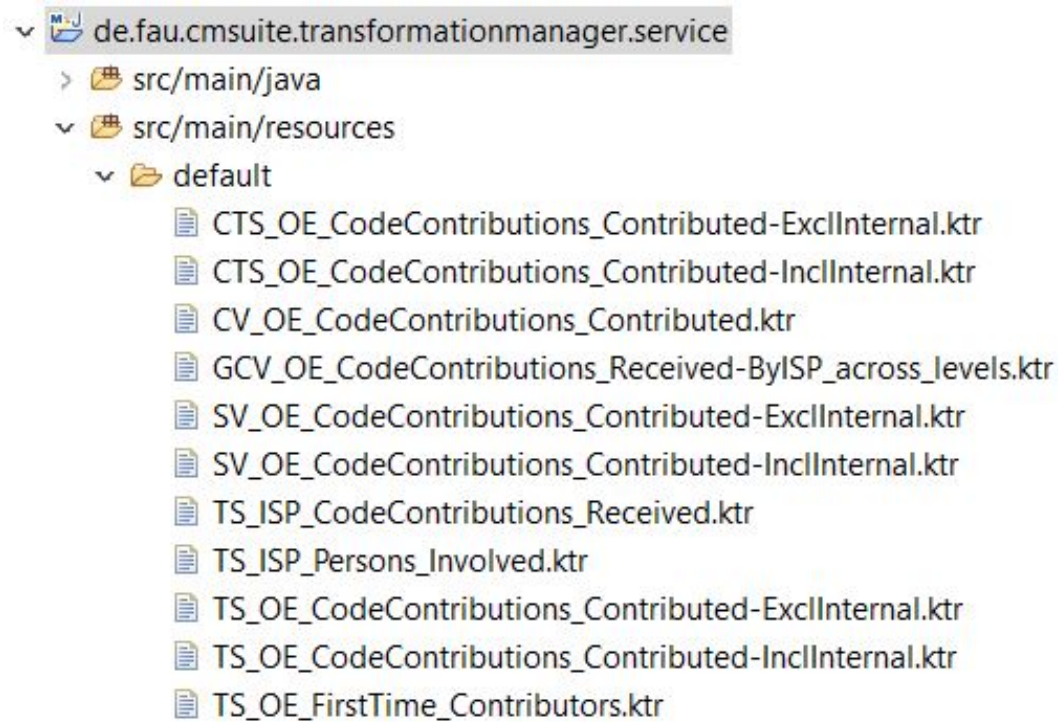 de.fau.cmsuite.transformationmanager.service
src/main/java
src/main/resources
default
CTS_OE_CodeContributions_Contributed-ExclInternal.ktr
CTS_OE_CodeContributions_Contributed-InclInternal.ktr
CV_OE_CodeContributions_Contributed.ktr
GCV_OE_CodeContributions_Received-ByISP_across_levels.ktr
SV_OE_CodeContributions_Contributed-ExclInternal.ktr
SV_OE_CodeContributions_Contributed-InclInternal.ktr
TS_ISP_CodeContributions_Received.ktr
TS_ISP_Persons_Involved.ktr
TS_OE_CodeContributions_Contributed-ExclInternal.ktr
TS_OE_CodeContributions_Contributed-InclInternal.ktr
TS_OE_FirstTime_Contributors.ktr